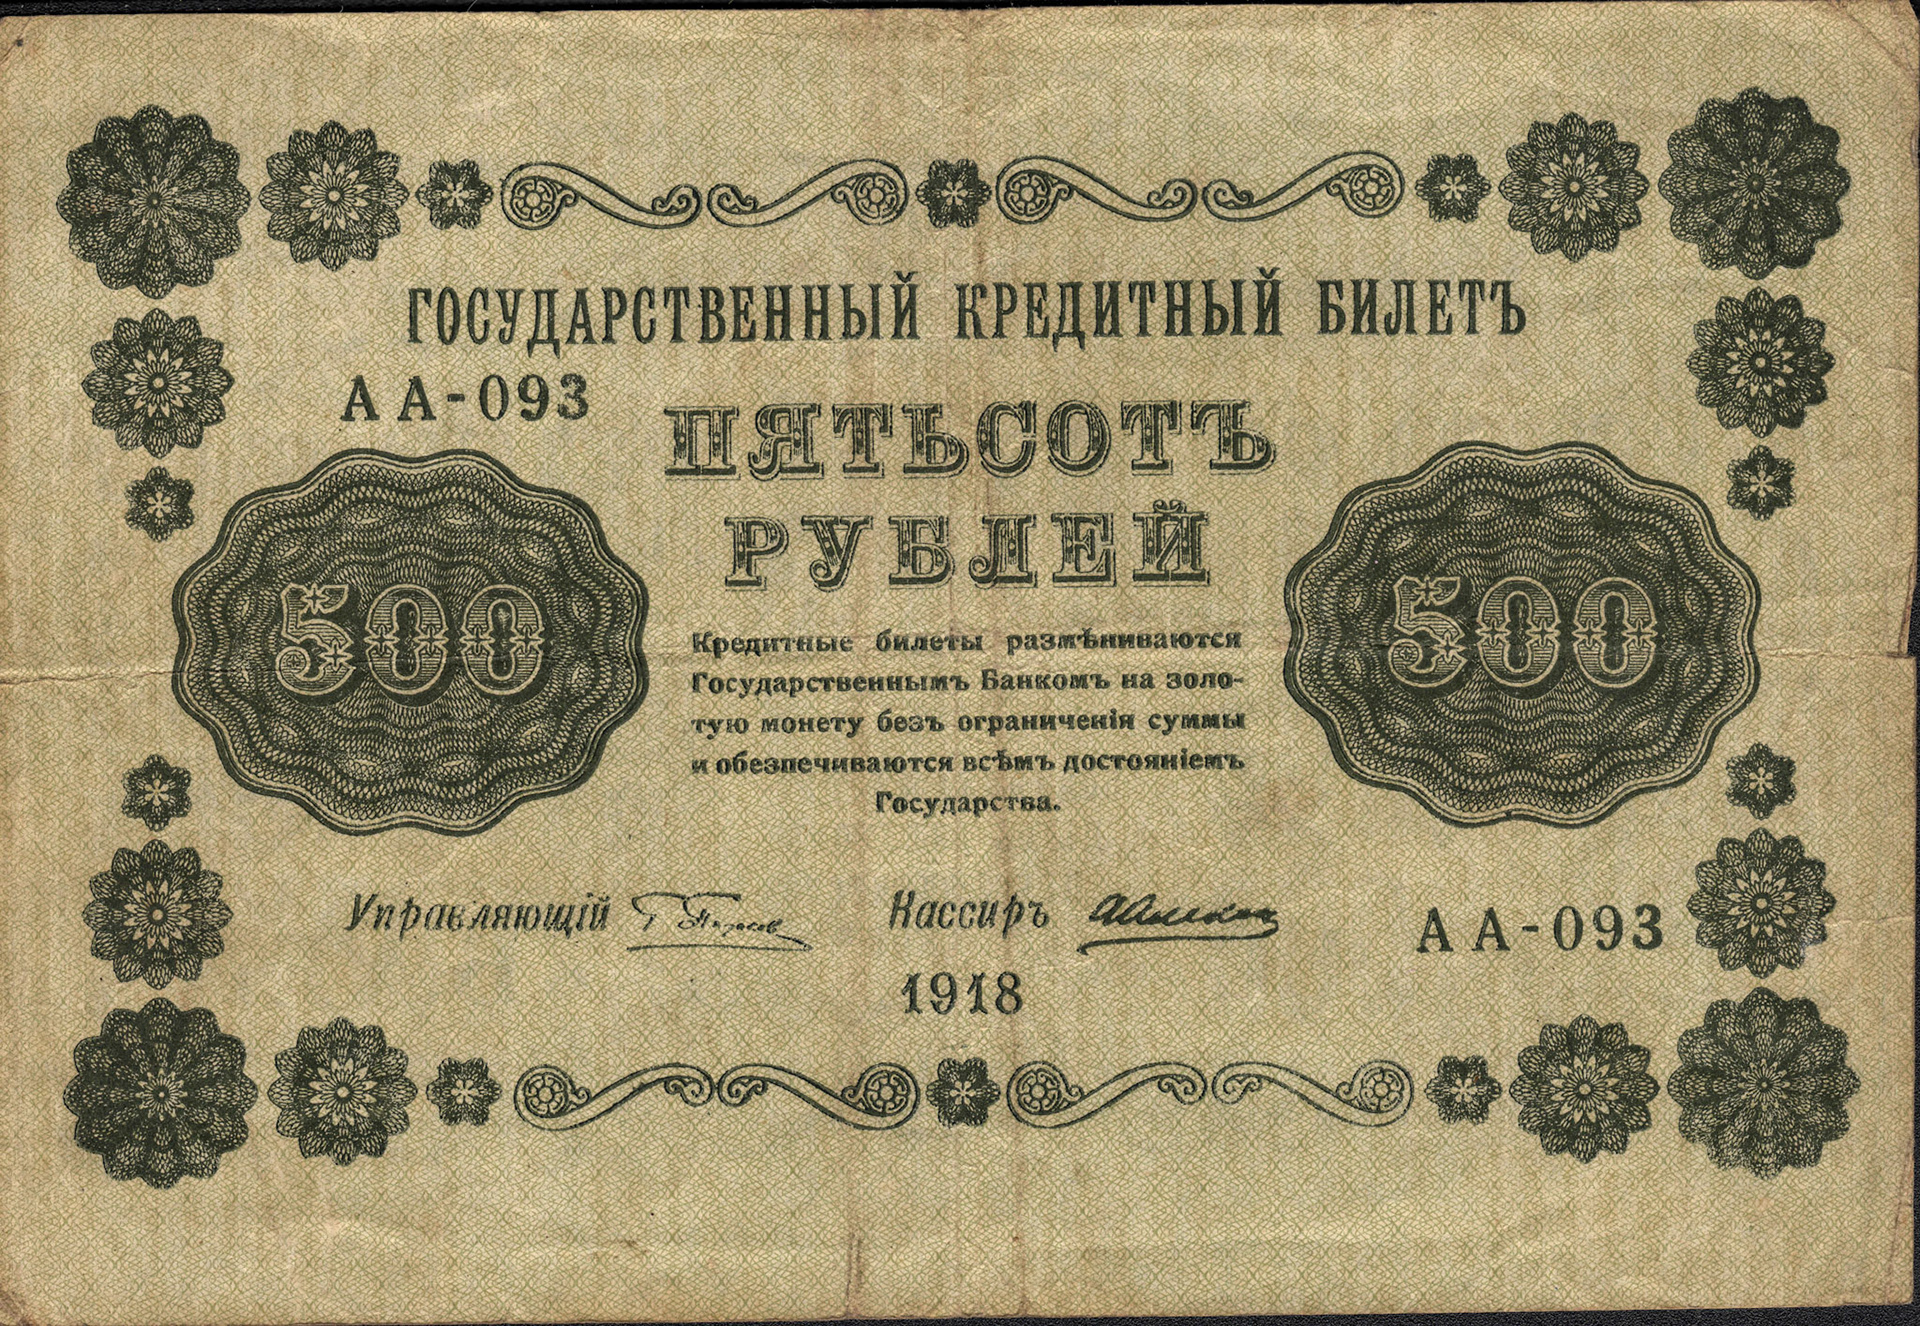 ГОСУДАРСТВЕННЫЙ КРЕДИТНЫЙ БИЛЕТЪ
АА-093
ПЯТЬСОТЪ
РУБЛЕЙ
500
500
Кредитные билеты размѣниваются
Государственнымъ Банкомъ на золо-
тую монету безъ ограниченія суммы
и обезпечиваются всѣмъ достояніемъ
Государства.
Управляющій
Кассиръ
АА-093
1918